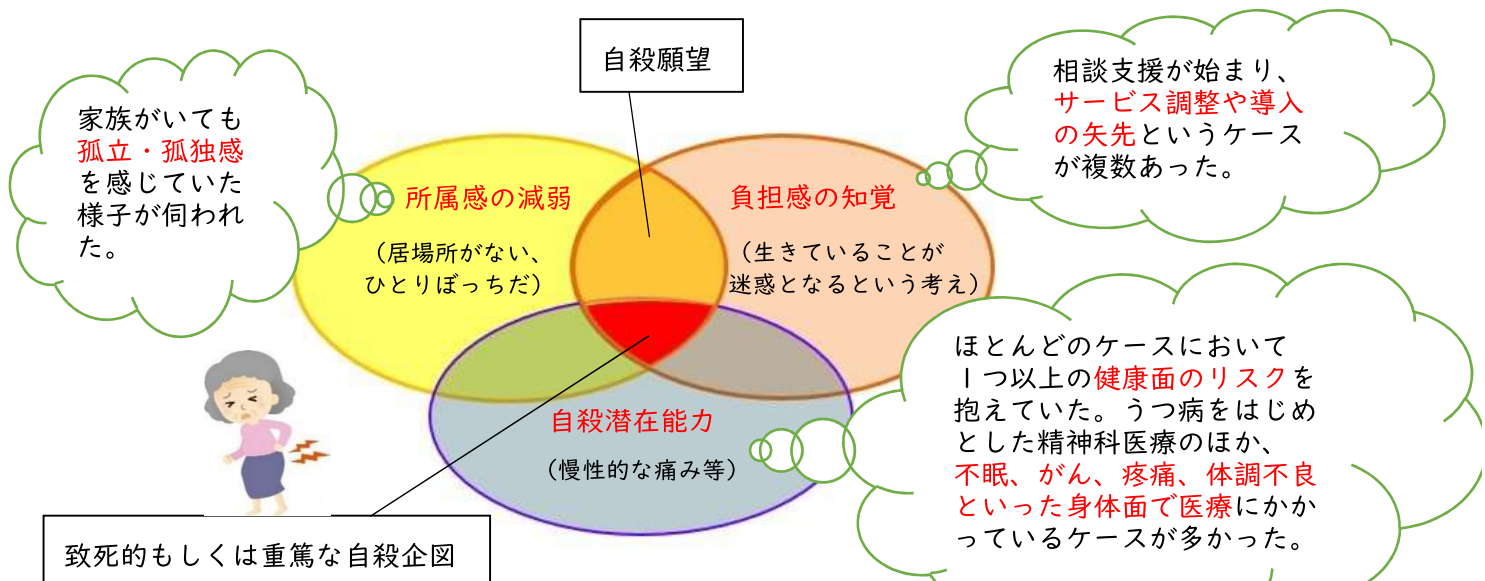 自殺願望
家族がいても
孤立・孤独感
を感じていた
様子が伺われ
た。
相談支援が始まり、
サービス調整や導入
の矢先というケース
が複数あった。
所属感の減弱
（居場所がない、
ひとりぼっちだ）
負担感の知覚
（生きていることが
迷惑となるという考え）
自殺潜在能力
（慢性的な痛み等）
ほとんどのケースにおいて
１つ以上の健康面のリスクを
抱えていた。うつ病をはじめ
とした精神科医療のほか、
不眠、がん、疼痛、体調不良
といった身体面で医療にかか
っているケースが多かった。
致死的もしくは重篤な自殺企図